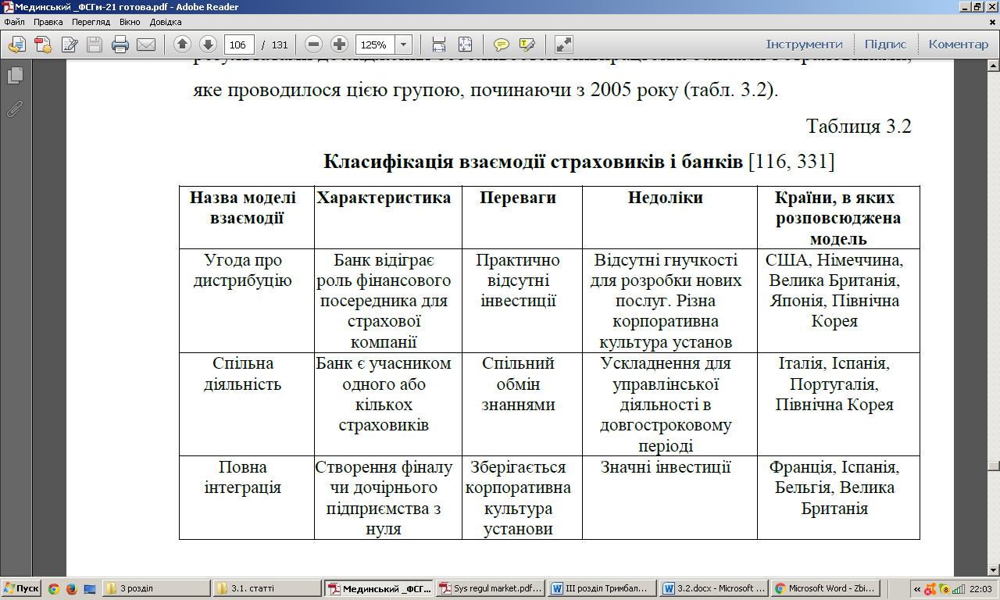 Мединський _ФСГм-21 готова.pdf - Adobe Reader
Файл Правка Перегляд Вікно Довідка
106 / 131 125% Інструменти Підпис Коментар
яке проводилося цією групою, починаючи з 2005 року (табл. 3.2).
Таблиця 3.2
Класифікація взаємодії страховиків і банків [116, 331]
Назва моделі
взаємодії
Характеристика
Переваги
Недоліки
Країни, в яких
розповсюджена
модель
Угода про
дистрибуцію
Банк відіграє
роль фінансового
посередника для
страхової
компанії
Практично
відсутні
інвестиції
Відсутні гнучкості
для розробки нових
послуг. Різна
корпоративна
культура установ
США, Німеччина,
Велика Британія,
Японія, Північна
Корея
Спільна
діяльність
Банк є учасником
одного або
кількох
страховиків
Спільний
обмін
знаннями
Ускладнення для
управлінської
діяльності в
довгостроковому
періоді
Італія, Іспанія,
Португалія,
Північна Корея
Повна
інтеграція
Створення фіналу
чи дочірнього
підприємства з
нуля
Зберігається
корпоративна
культура
установи
Значні інвестиції
Франція, Іспанія,
Бельгія, Велика
Британія
Пуск 3 розділ 3.1. статті Мединський _ФСГ... Sys regul market.pdf... III розділ Тримбал... 3.2.docx - Microsoft ... Microsoft Word - Zbi... « 22:03